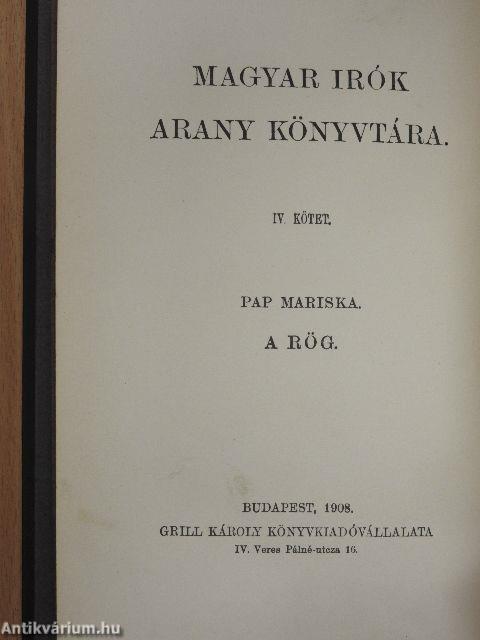 MAGYAR IRÓK
ARANY KÖNYVTÁRA.
IV. KÖTET.
PAP MARISKA.
A RÖG.
BUDAPEST, 1908.
GRILL KÁROLY KÖNYVKIADÓVÁLLALATA
IV. Veres Pálné-utcza 16.
Antikvárium.hu